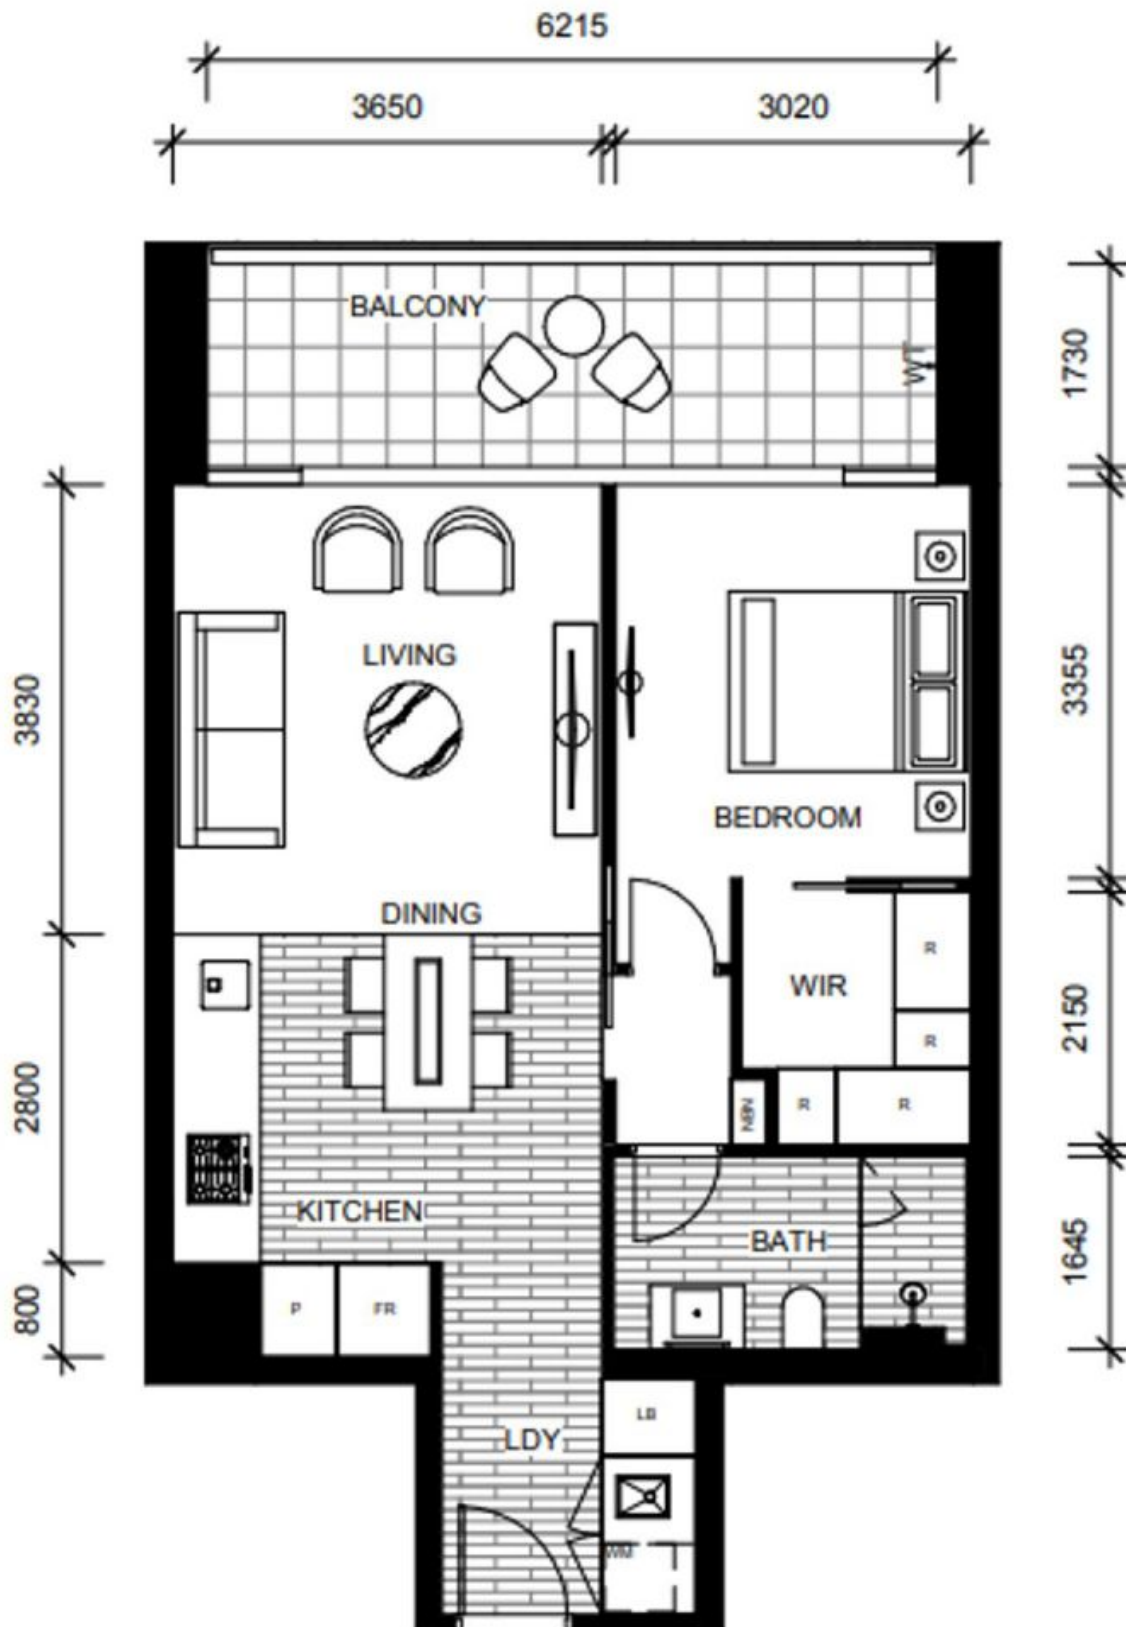 6215
3650
3020
BALCONY
WT
1730
LIVING
3830
3355
BEDROOM
DINING
R
WIR
2150
R
2800
NBN
R
R
KITCHEN
BATH
1645
800
P
FR
LB
LDY
WM